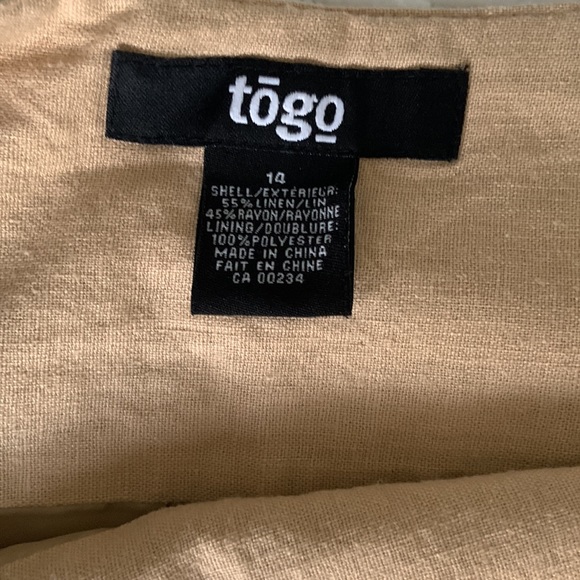 tōgo
14
SHELL/EXTÉRIEUR:
55% LINEN/LIN
45% RAYON/RAYONNE
LINING/DOUBLURE:
100% POLYESTER
MADE IN CHINA
FAIT EN CHINE
CA 00234